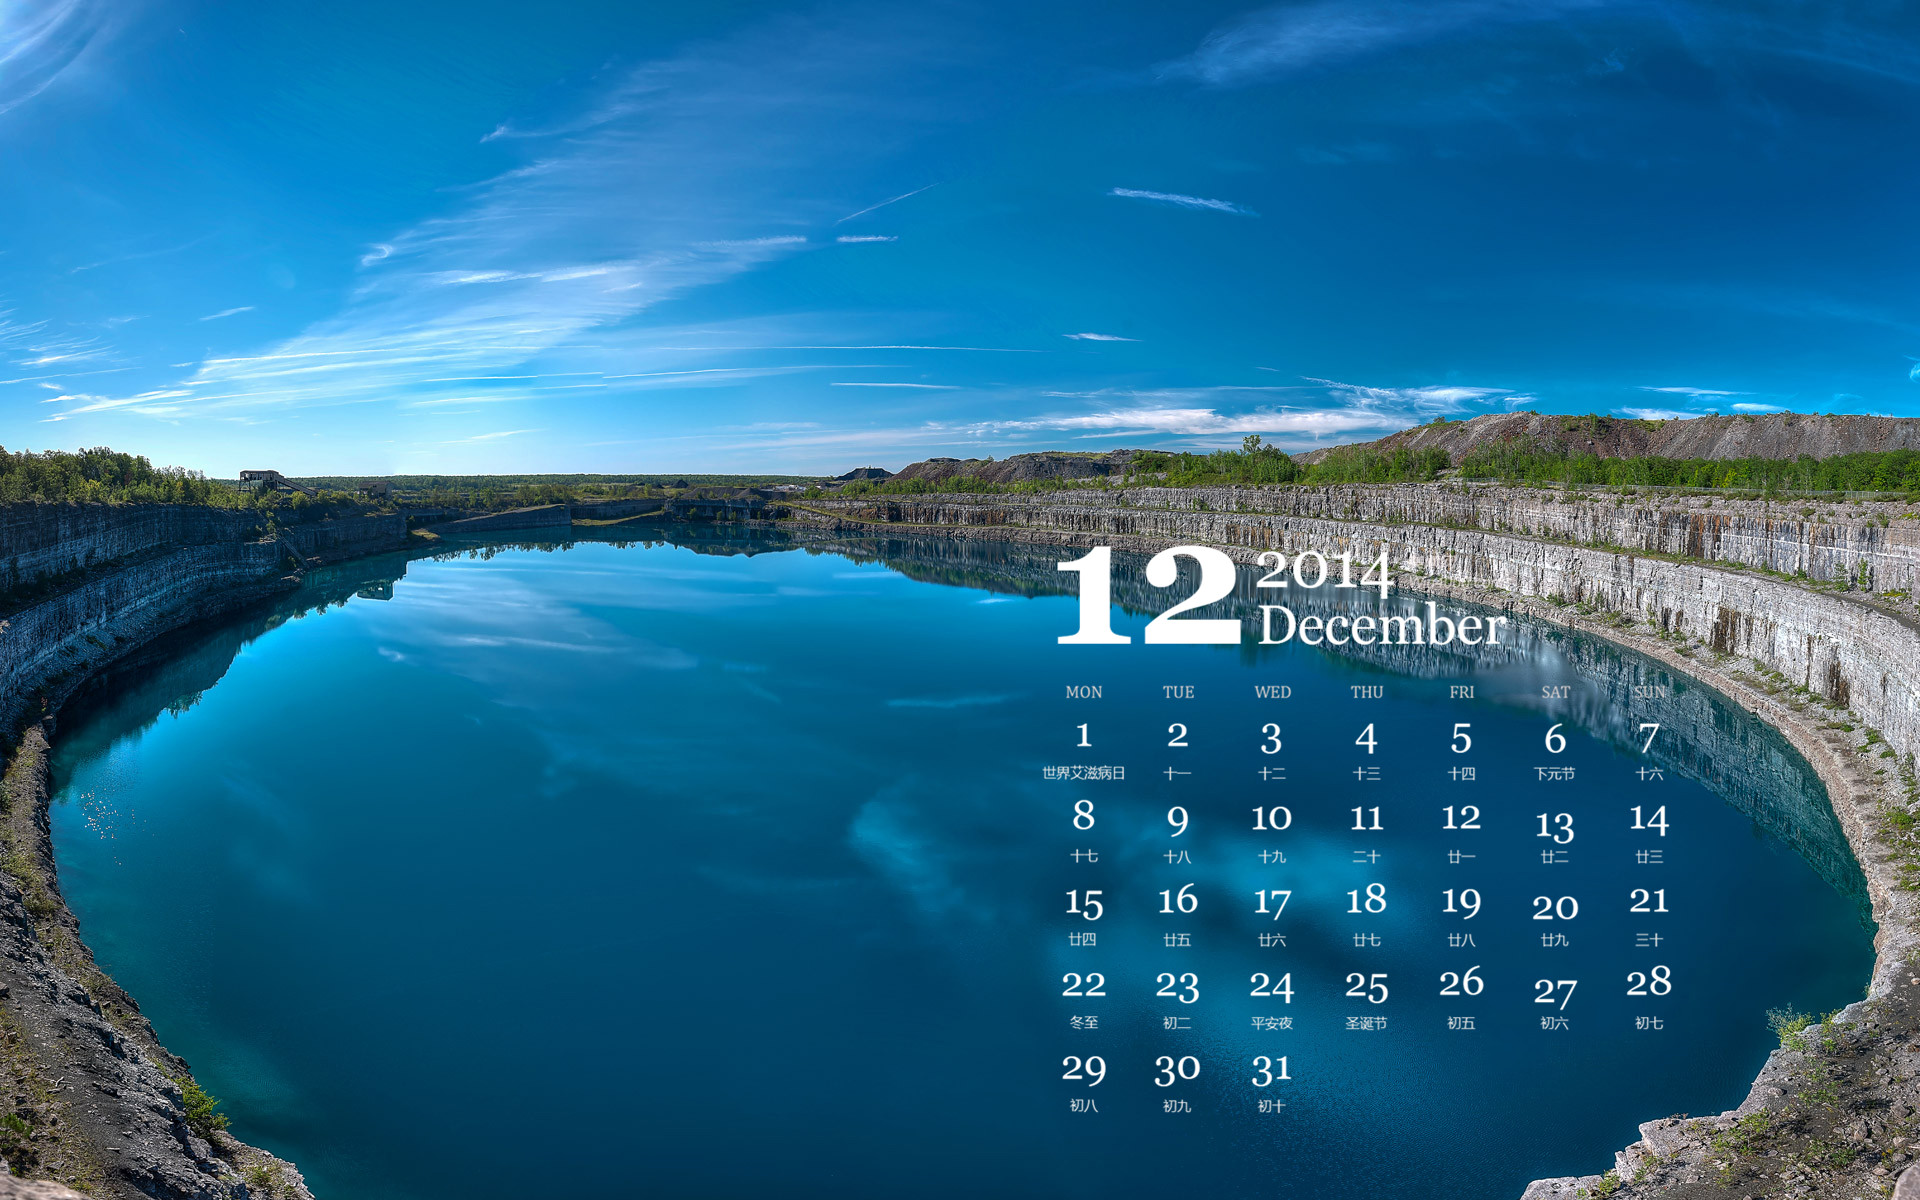 12 2014
December
MON TUE WED THU FRI SAT SUN
1 2 3 4 5 6 7
世界艾滋病日 十一 十二 十三 十四 下元节 十六
8 9 10 11 12 13 14
十七 十八 十九 二十 廿一 廿二 廿三
15 16 17 18 19 20 21
廿四 廿五 廿六 廿七 廿八 廿九 三十
22 23 24 25 26 27 28
冬至 初二 平安夜 圣诞节 初五 初六 初七
29 30 31
初八 初九 初十